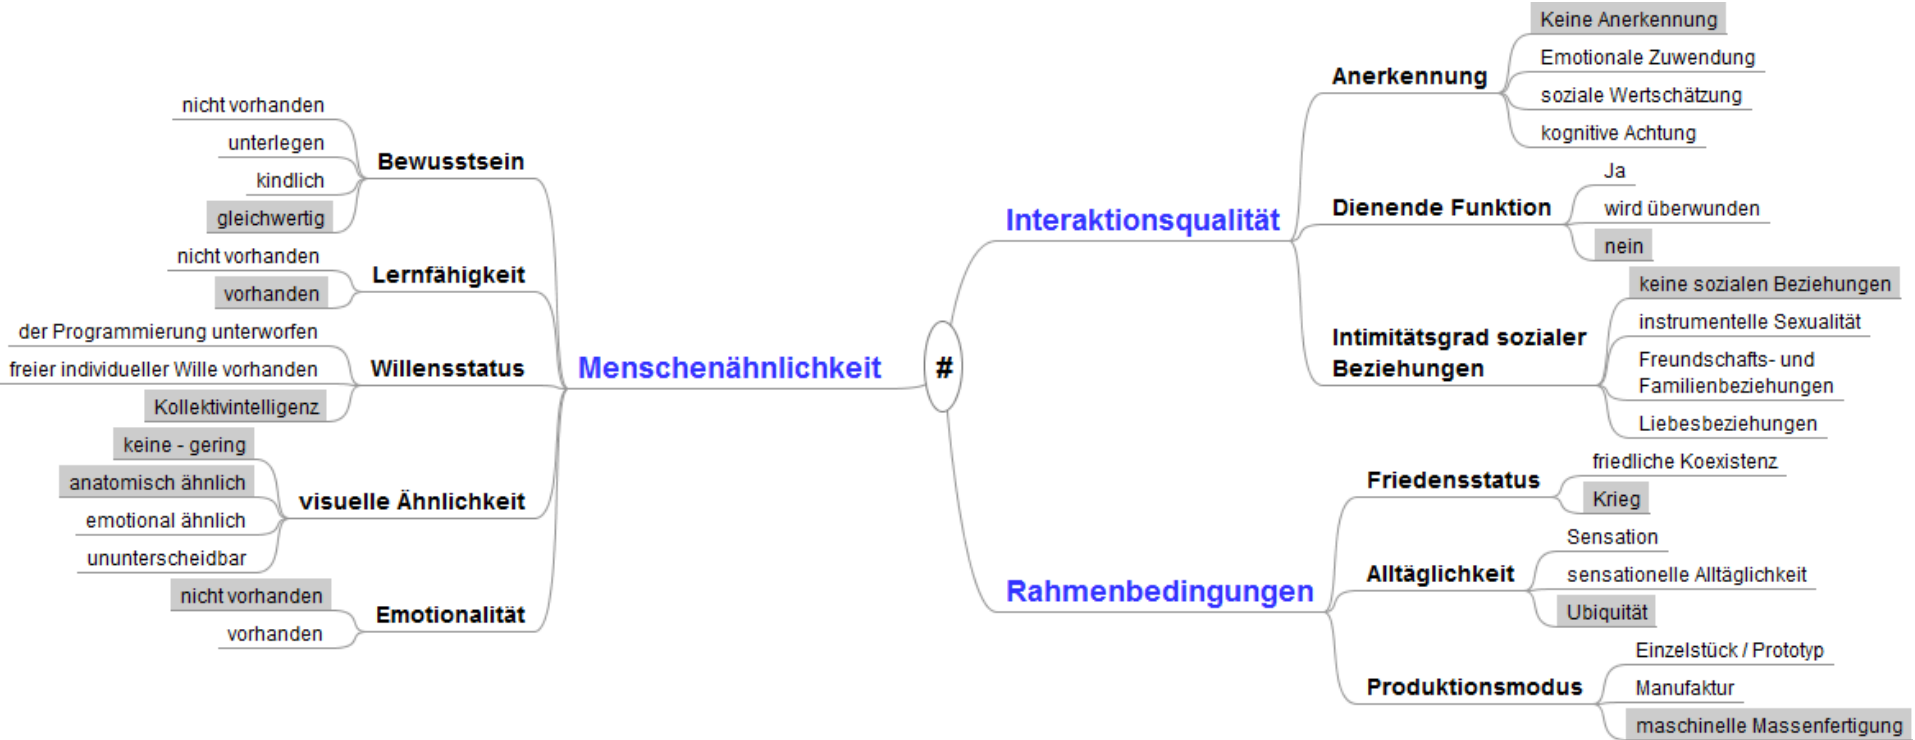 nicht vorhanden
unterlegen
kindlich
gleichwertig
Bewusstsein
nicht vorhanden
vorhanden
Lernfähigkeit
der Programmierung unterworfen
freier individueller Wille vorhanden
Kollektivintelligenz
Willensstatus
keine - gering
anatomisch ähnlich
emotional ähnlich
ununterscheidbar
visuelle Ähnlichkeit
nicht vorhanden
vorhanden
Emotionalität
Menschenähnlichkeit
#
Interaktionsqualität
Anerkennung
Keine Anerkennung
Emotionale Zuwendung
soziale Wertschätzung
kognitive Achtung
Dienende Funktion
Ja
wird überwunden
nein
Intimitätsgrad sozialer
Beziehungen
keine sozialen Beziehungen
instrumentelle Sexualität
Freundschafts- und
Familienbeziehungen
Liebesbeziehungen
Rahmenbedingungen
Friedensstatus
friedliche Koexistenz
Krieg
Alltäglichkeit
Sensation
sensationelle Alltäglichkeit
Ubiquität
Produktionsmodus
Einzelstück / Prototyp
Manufaktur
maschinelle Massenfertigung